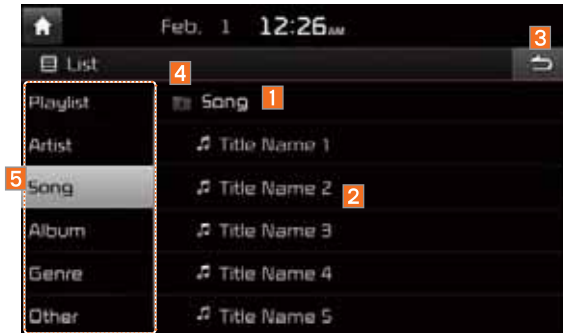 Feb. 1 12:26AM
3
List
4
Playlist Song 1
Artist Title Name 1
5 Song Title Name 2 2
Album Title Name 3
Genre Title Name 4
Other Title Name 5